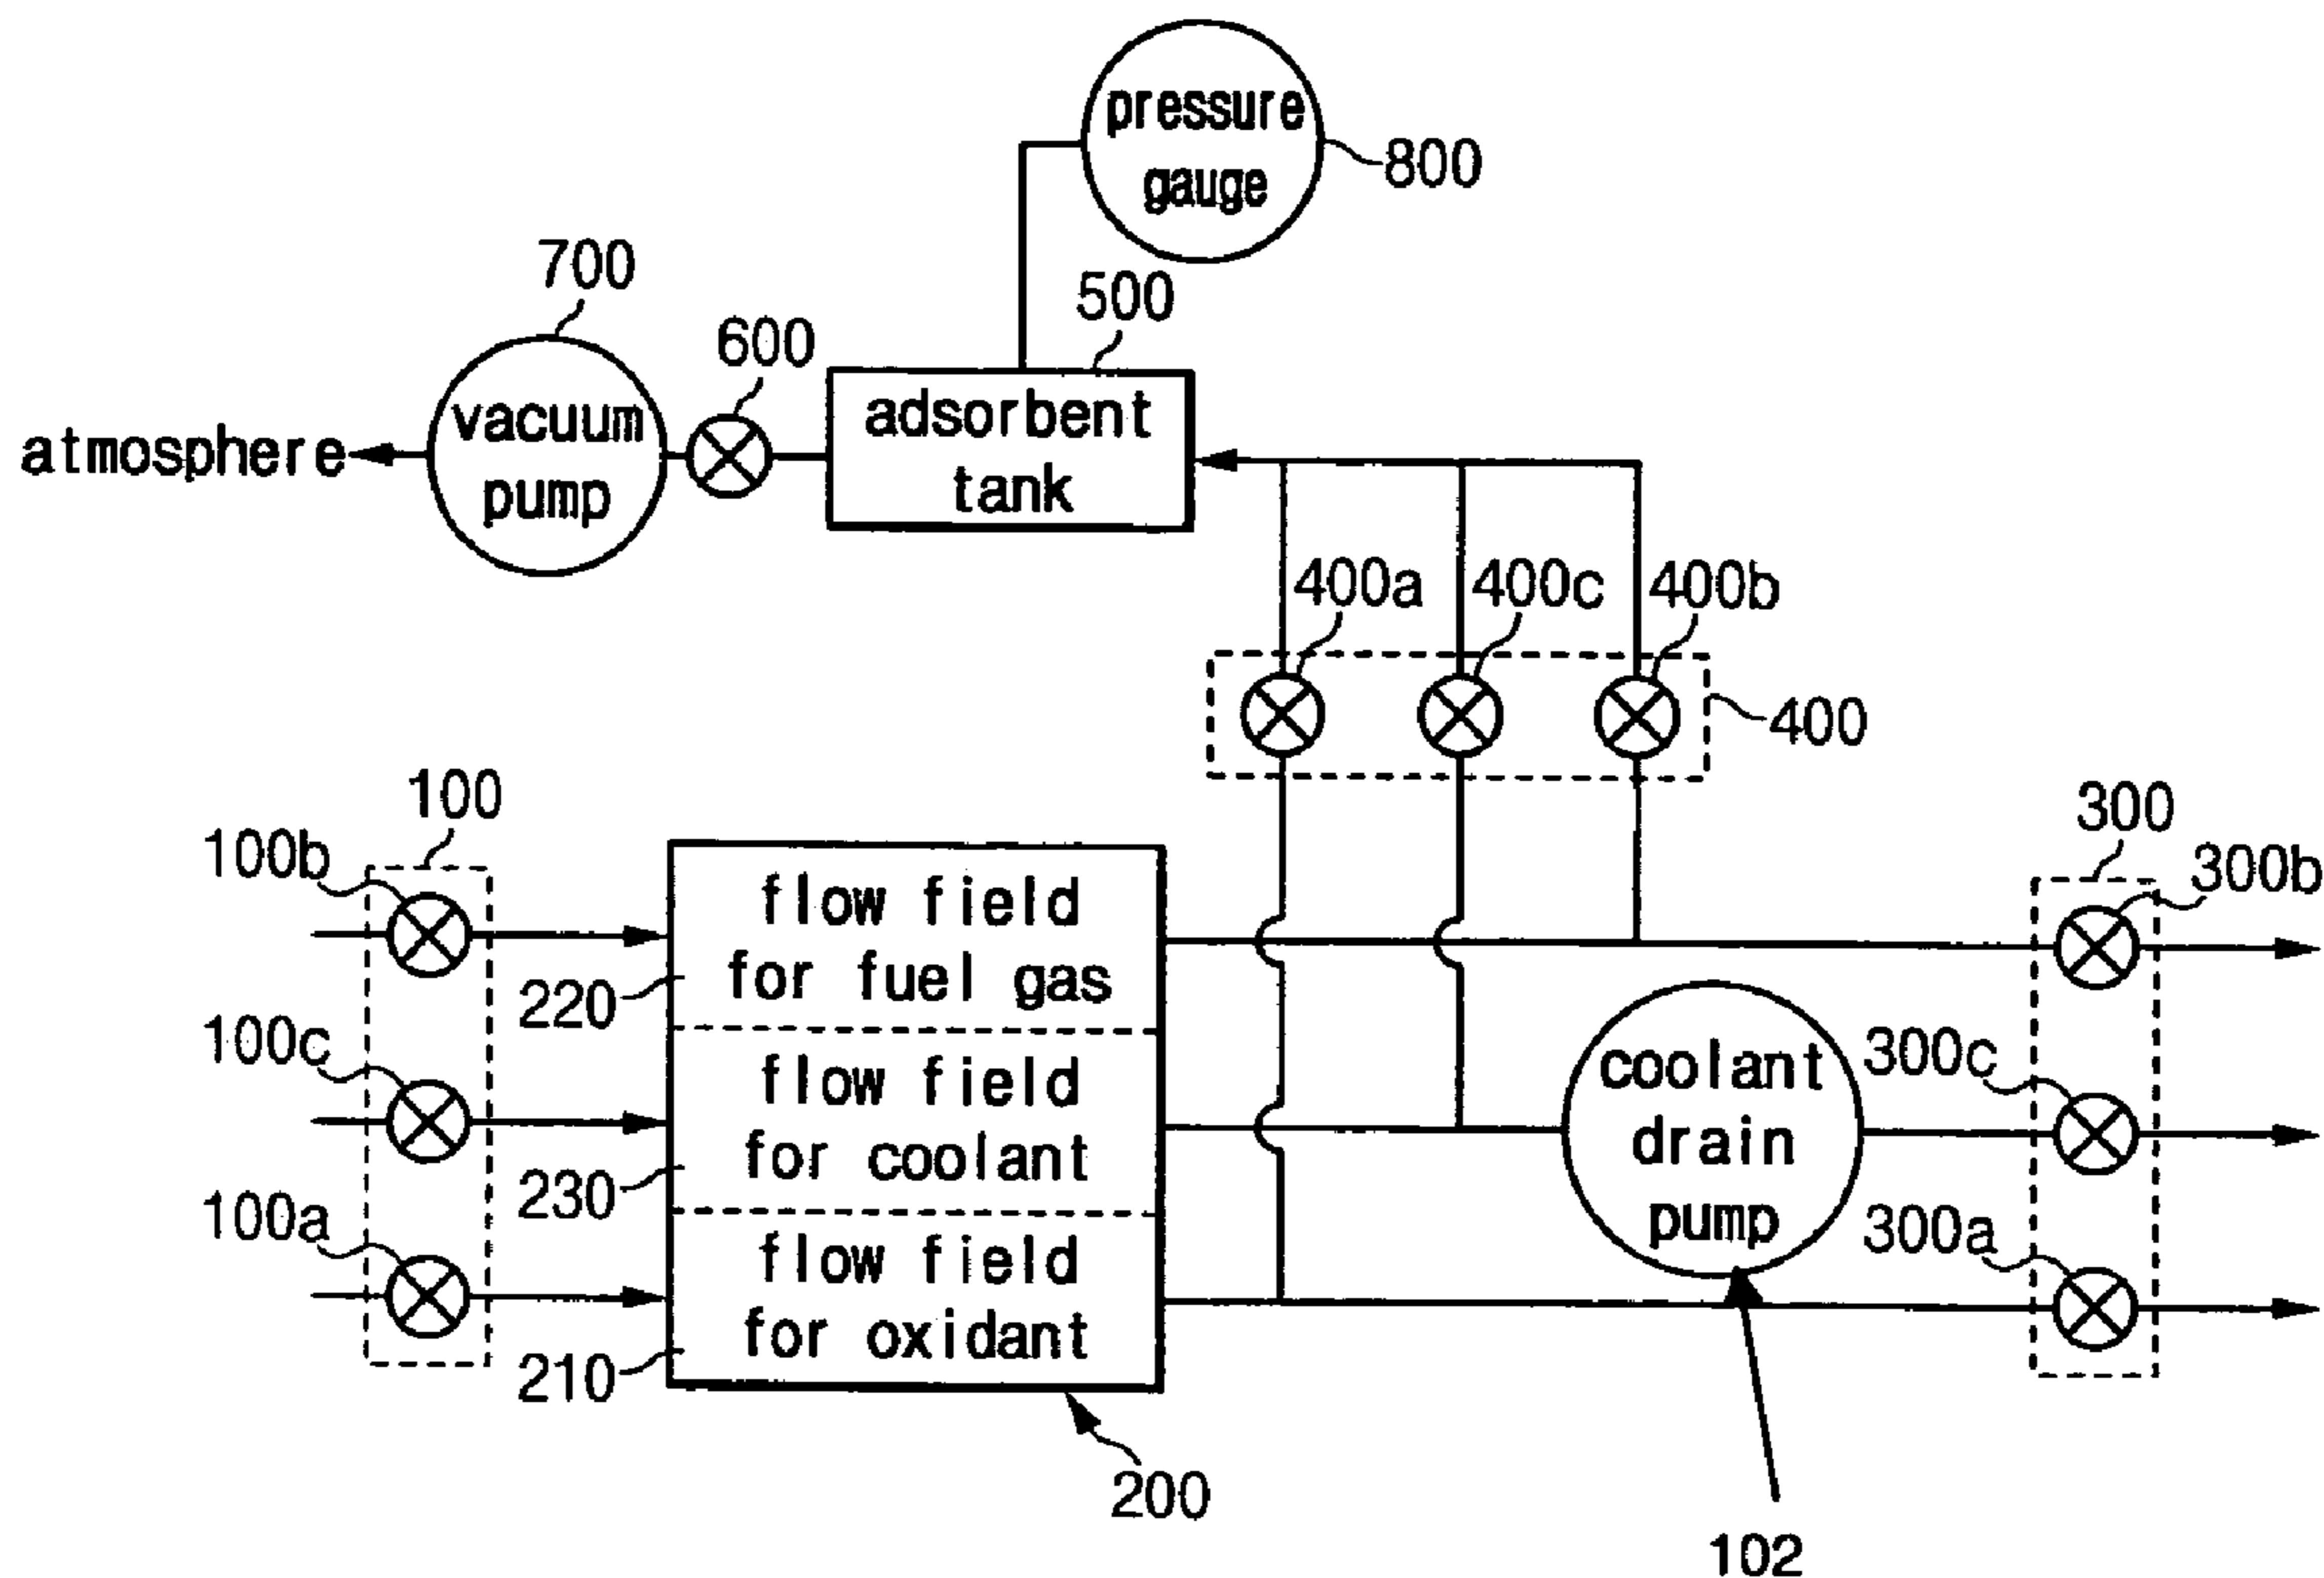 pressure
gauge
800
700
500
600
adsorbent
tank
vacuum
pump
atmosphere
400a
400c
400b
400
100
100b
300
300b
flow field
for fuel gas
220
100c
flow field
for coolant
230
coolant
drain
pump
300c
100a
flow field
for oxidant
210
300a
200
102